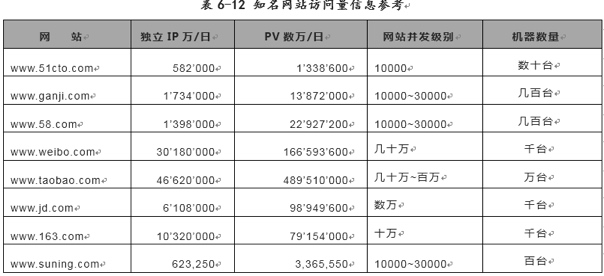 表 6-12 知名网站访问量信息参考
网 站 独立 IP 万/日 PV 数万/日 网站并发级别 机器数量
www.51cto.com 582'000 1'338'600 10000 数十台
www.ganji.com 1'734'000 13'872'000 10000~30000 几百台
www.58.com 1'398'000 22'927'200 10000~30000 几百台
www.weibo.com 30'180'000 166'593'600 几十万 千台
www.taobao.com 46'620'000 489'510'000 几十万~百万 万台
www.jd.com 6'108'000 98'949'600 数万 千台
www.163.com 10'320'000 79'154'000 十万 千台
www.suning.com 623,250 3,365,550 10000~30000 百台